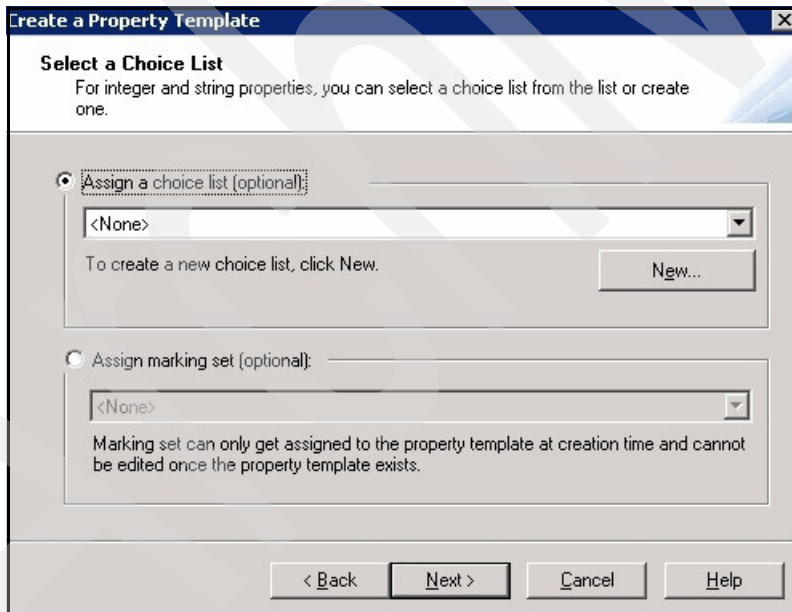 Create a Property Template
Select a Choice List
For integer and string properties, you can select a choice list from the list or create
one.
Assign a choice list (optional):
<None>
To create a new choice list, click New.
New...
Assign marking set (optional):
<None>
Marking set can only get assigned to the property template at creation time and cannot
be edited once the property template exists.
< Back
Next >
Cancel
Help